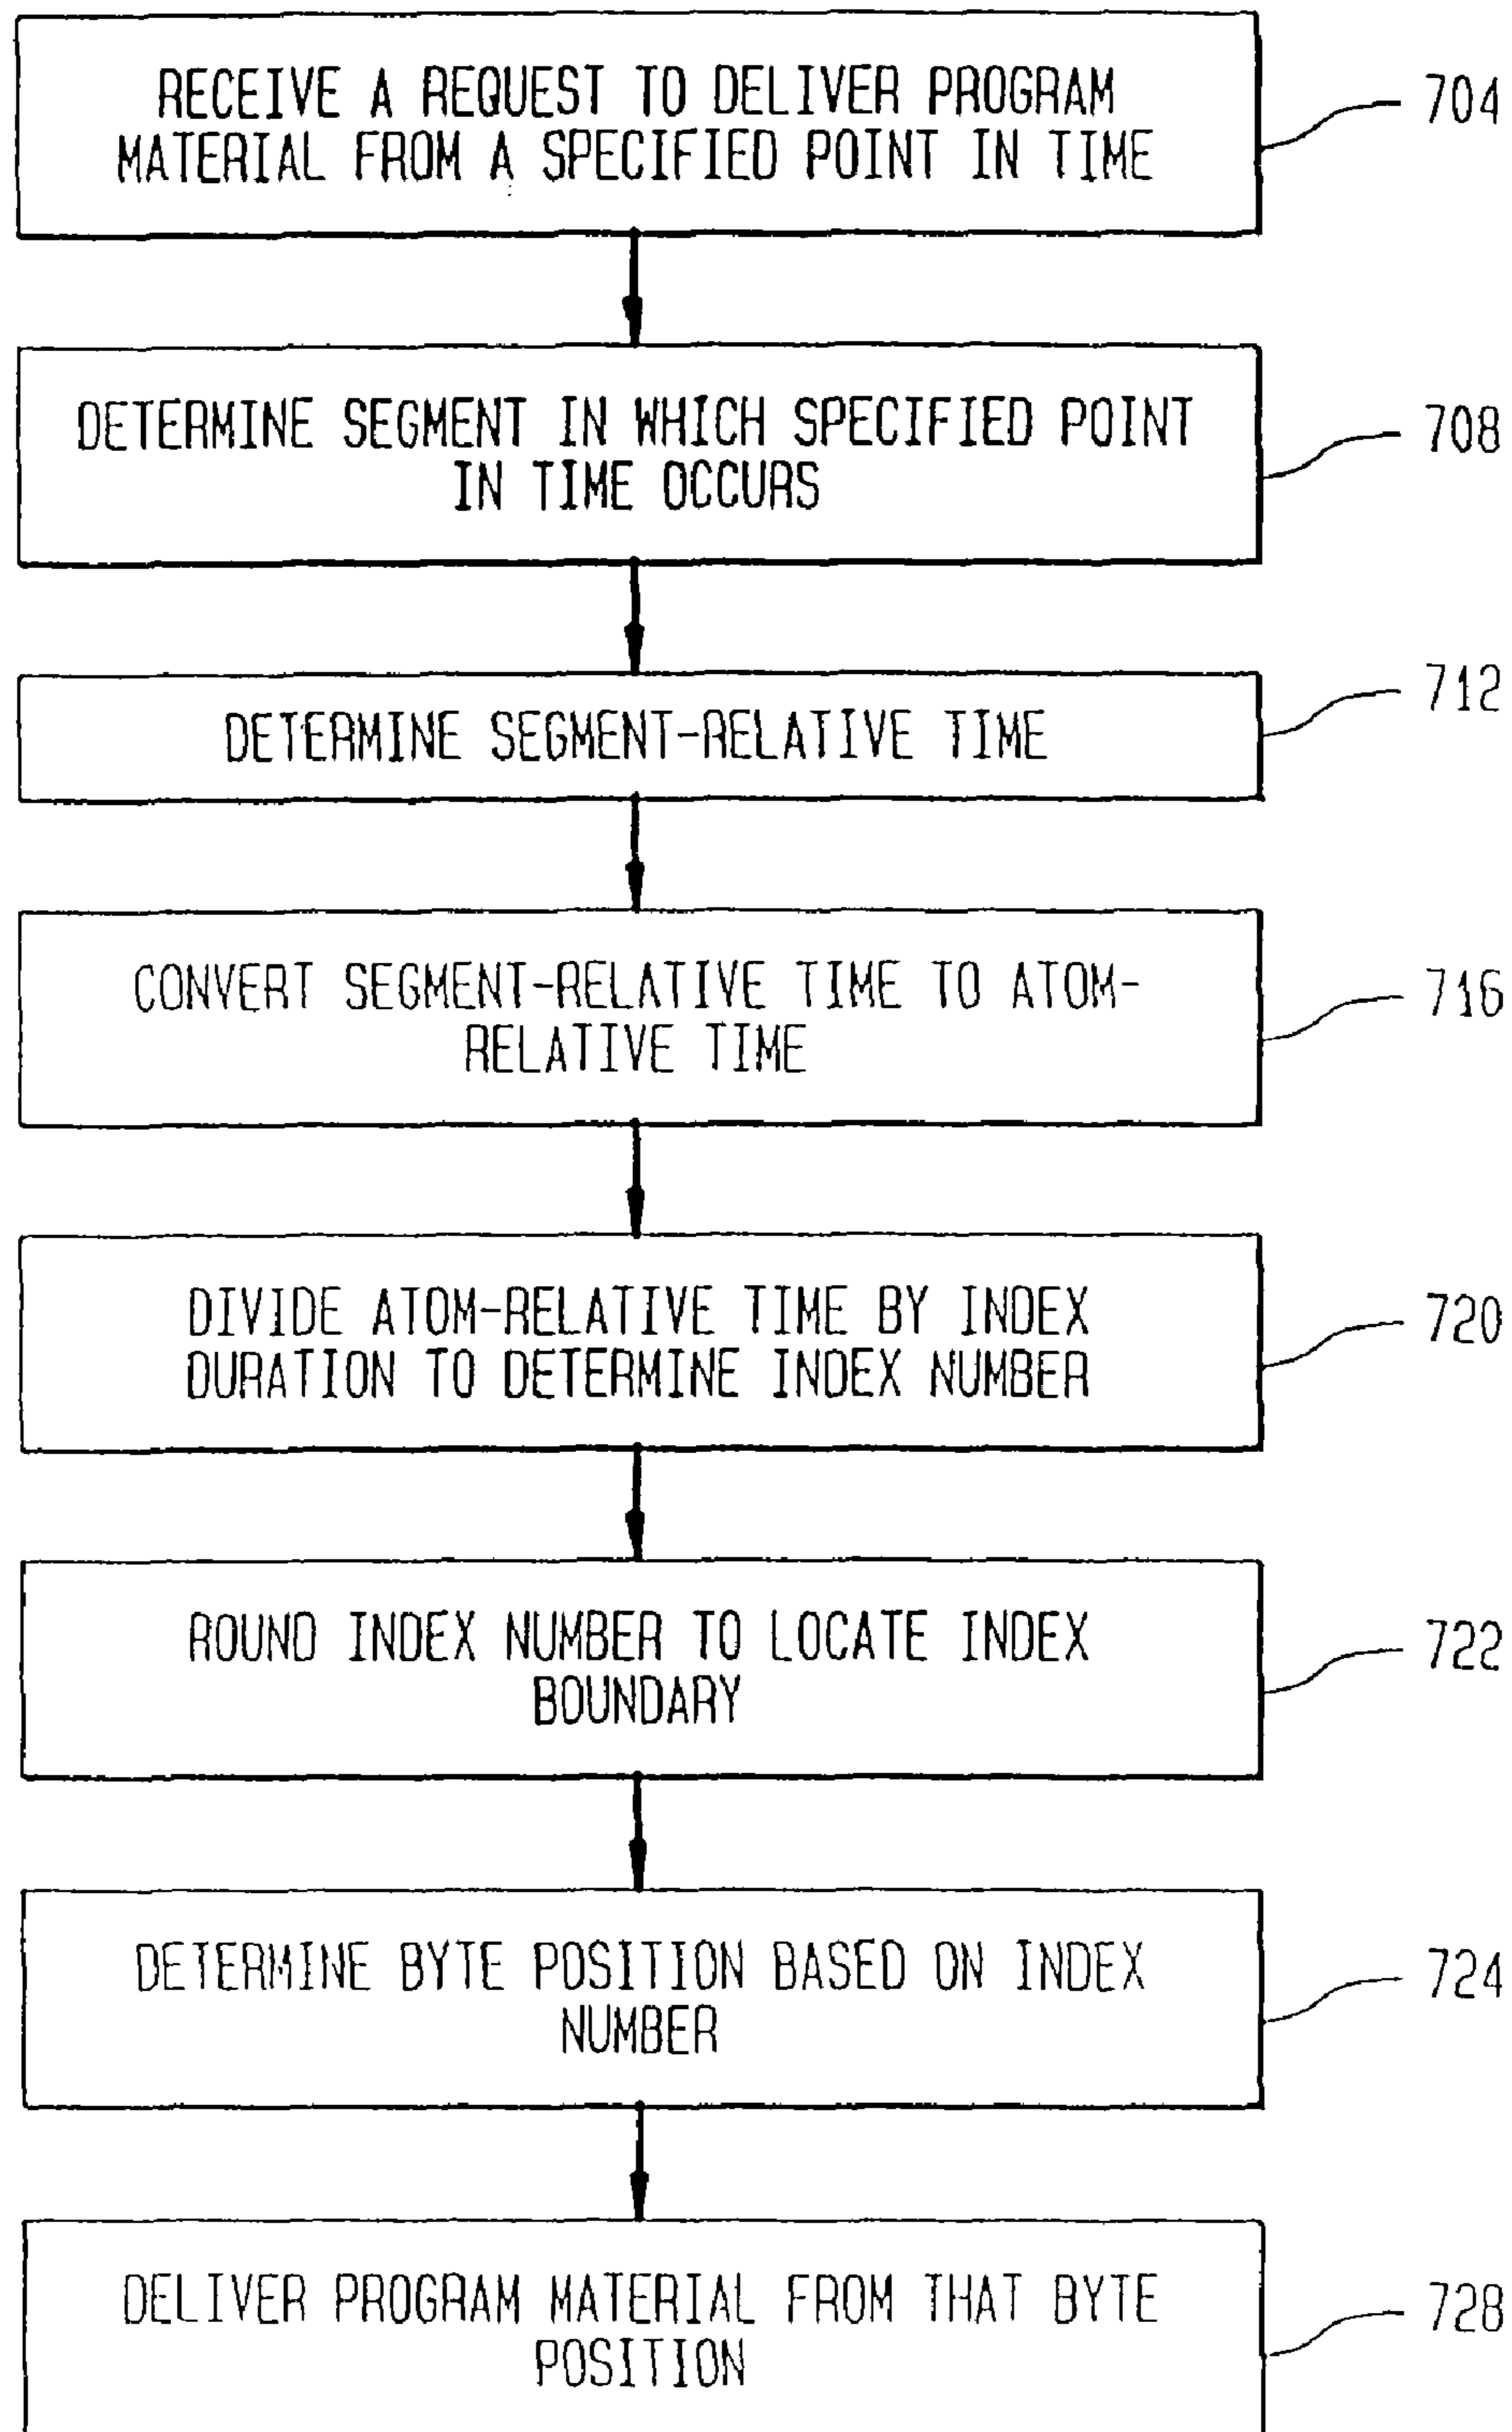 RECEIVE A REQUEST TO DELIVER PROGRAM
MATERIAL FROM A SPECIFIED POINT IN TIME
704
DETERMINE SEGMENT IN WHICH SPECIFIED POINT
IN TIME OCCURS
708
DETERMINE SEGMENT-RELATIVE TIME
712
CONVERT SEGMENT-RELATIVE TIME TO ATOM-
RELATIVE TIME
716
DIVIDE ATOM-RELATIVE TIME BY INDEX
DURATION TO DETERMINE INDEX NUMBER
720
ROUND INDEX NUMBER TO LOCATE INDEX
BOUNDARY
722
DETERMINE BYTE POSITION BASED ON INDEX
NUMBER
724
DELIVER PROGRAM MATERIAL FROM THAT BYTE
POSITION
728